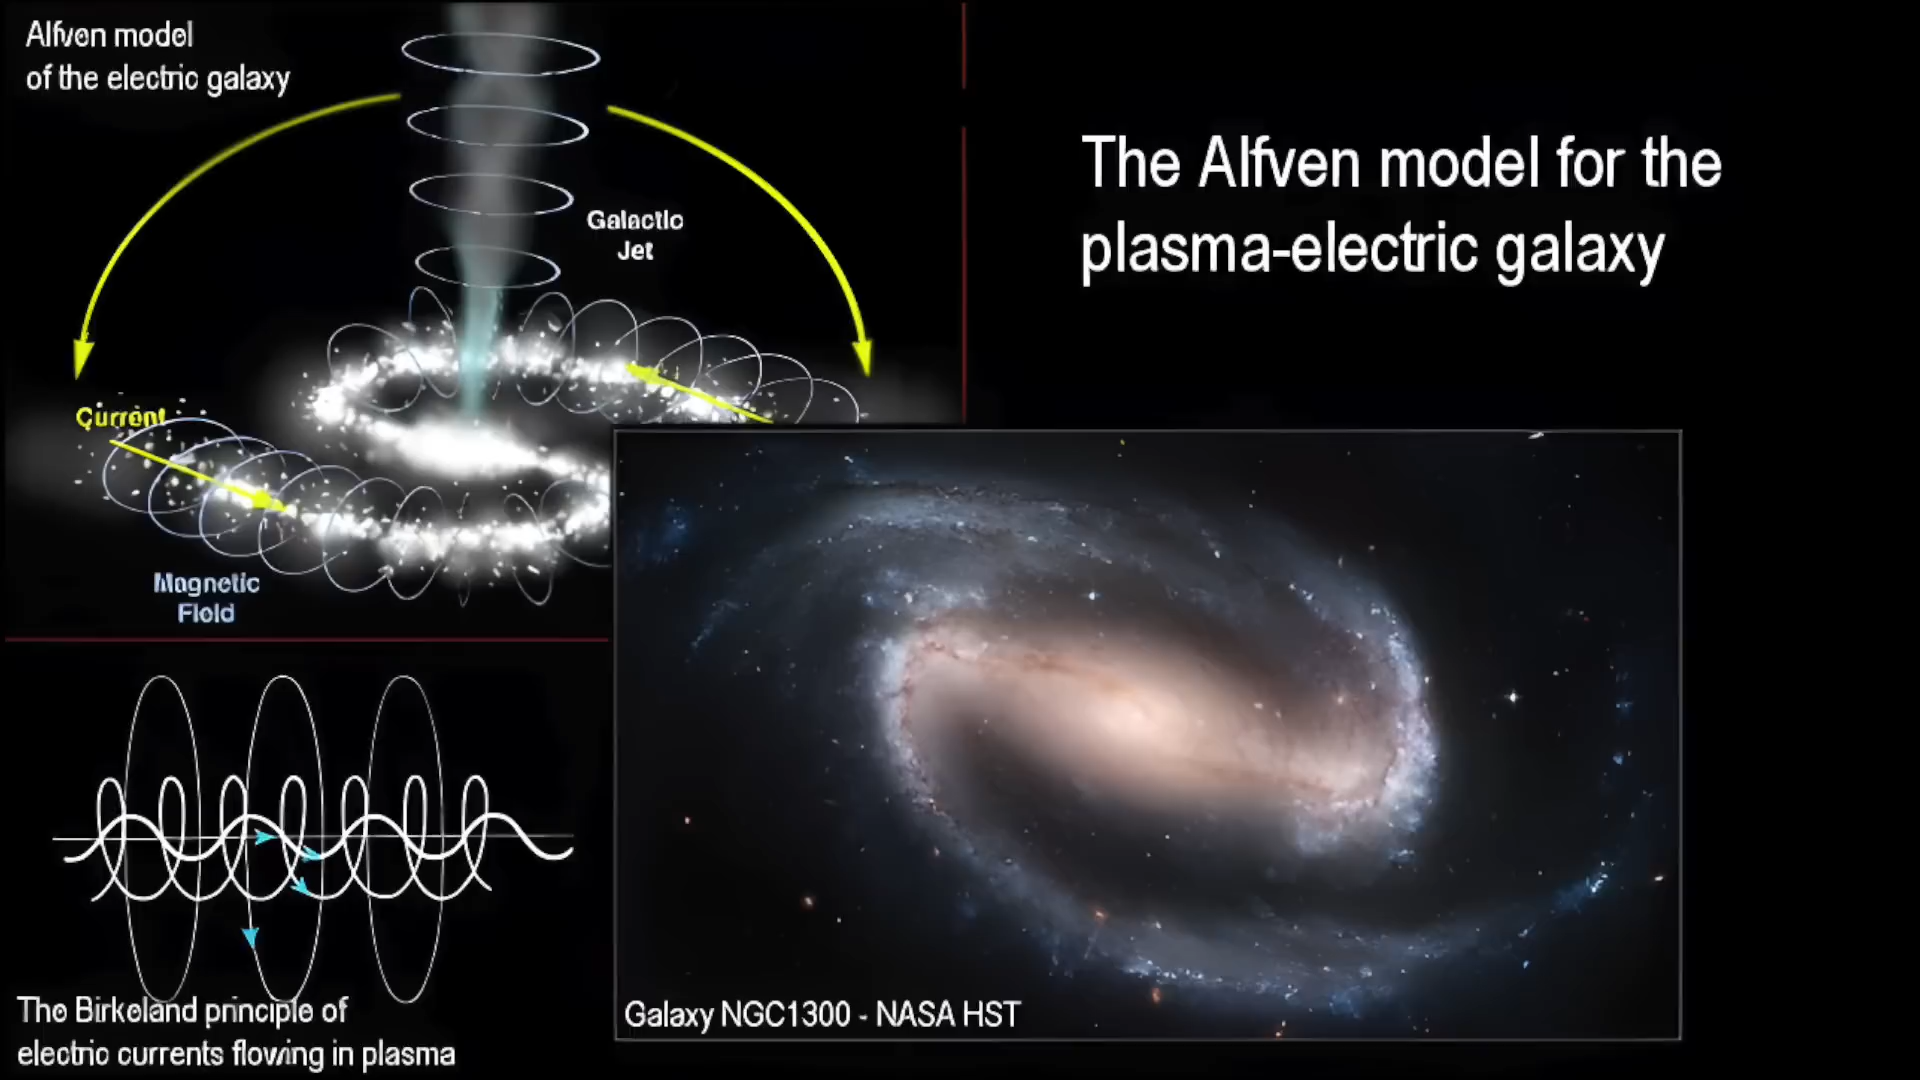 Alfven model
of the electric galaxy
The Alfven model for the
plasma-electric galaxy
Galactic
Jet
Current
Magnetic
Field
Galaxy NGC1300 - NASA HST
The Birkeland principle of
electric currents flowing in plasma